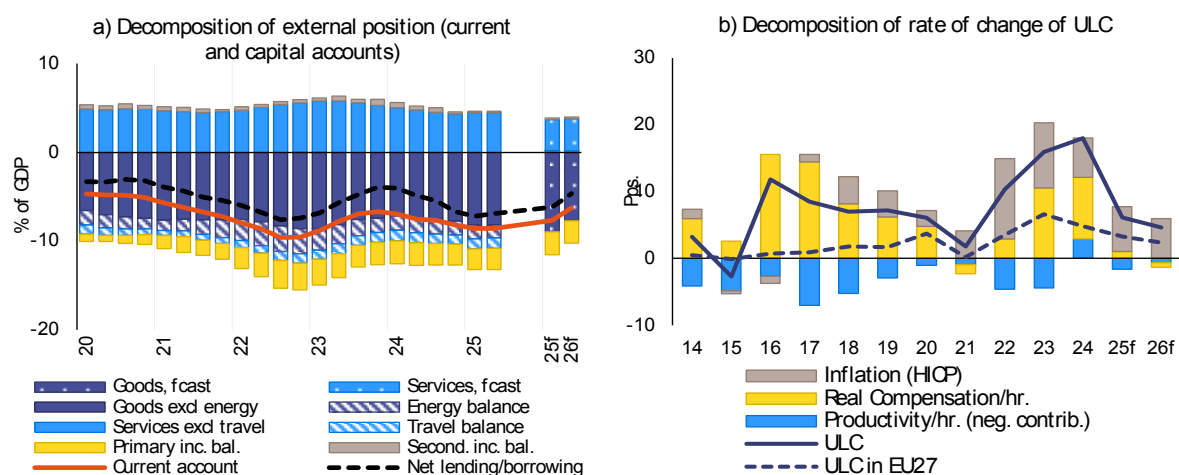 a) Decomposition of external position (current
and capital accounts)
% of GDP
10
0
-10
-20
20
21
22
23
24
25
25f
26f
Goods, fcast
Services, fcast
Goods excl energy
Energy balance
Services excl travel
Travel balance
Primary inc. bal.
Second. inc. bal.
Current account
Net lending/borrowing
b) Decomposition of rate of change of ULC
Pps.
30
20
10
0
-10
14
15
16
17
18
19
20
21
22
23
24
25f
26f
Inflation (HICP)
Real Compensation/hr.
Productivity/hr. (neg. contrib.)
ULC
ULC in EU27